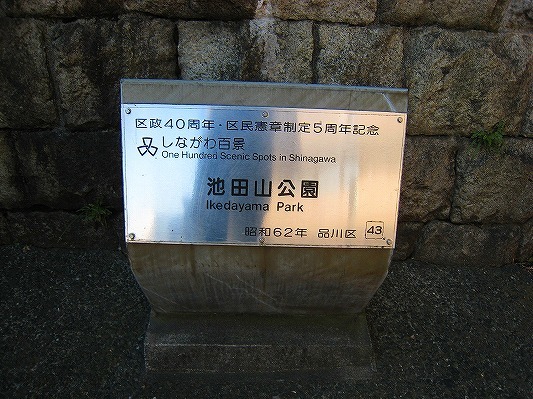 区政40周年・区民憲章制定5周年記念
しながわ百景
One Hundred Scenic Spots in Shinagawa
池田山公園
Ikedayama Park
昭和62年 品川区 43